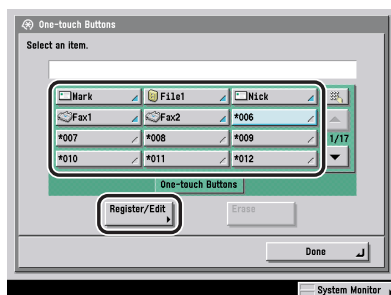 One-touch Buttons
Select an item.
Mark File1 Nick
Fax1 Fax2 *006
*007 *008 *009 1/17
*010 *011 *012
One-touch Buttons
Register/Edit Erase
Done
System Monitor